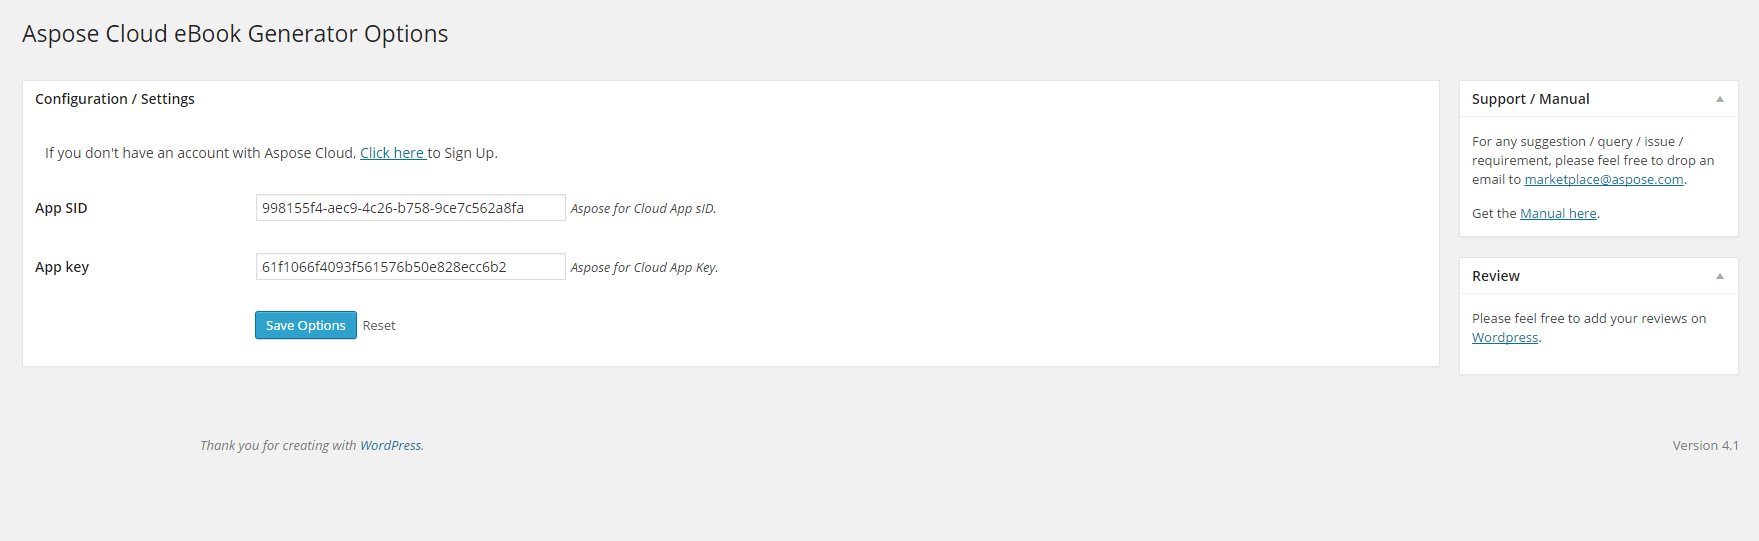 Aspose Cloud eBook Generator Options
Configuration / Settings
If you don't have an account with Aspose Cloud, Click here to Sign Up.
App SID
998155f4-aec9-4c26-b758-9ce7c562a8fa
Aspose for Cloud App sID.
App key
61f1066f4093f561576b50e828ecc6b2
Aspose for Cloud App Key.
Save Options
Reset
Support / Manual
For any suggestion / query / issue /
requirement, please feel free to drop an
email to marketplace@aspose.com.
Get the Manual here.
Review
Please feel free to add your reviews on
Wordpress.
Thank you for creating with WordPress.
Version 4.1